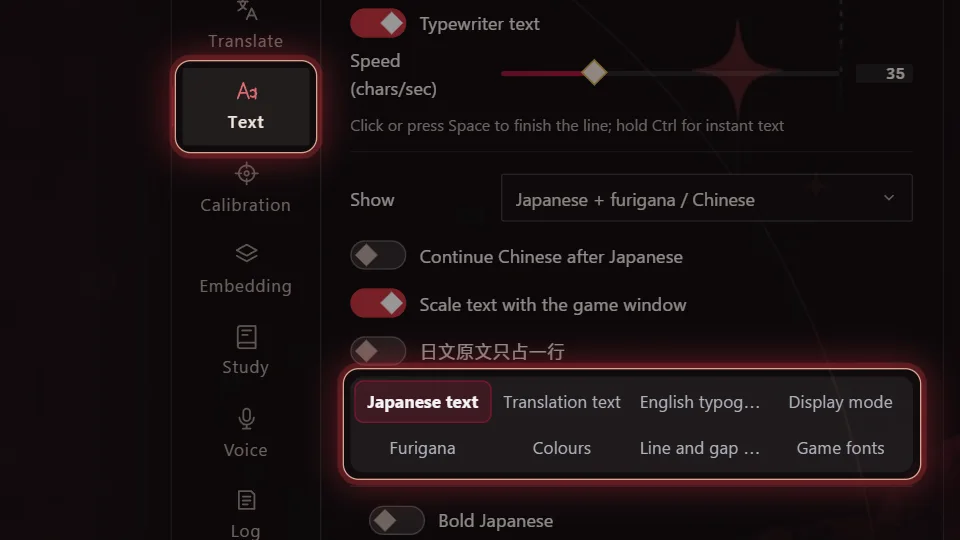 Translate
Text
Calibration
Embedding
Study
Voice
Log
Typewriter text
Speed
(chars/sec)
35
Click or press Space to finish the line; hold Ctrl for instant text
Show
Japanese + furigana / Chinese
Continue Chinese after Japanese
Scale text with the game window
日文原文只占一行
Japanese text
Translation text
English typog...
Display mode
Furigana
Colours
Line and gap ...
Game fonts
Bold Japanese